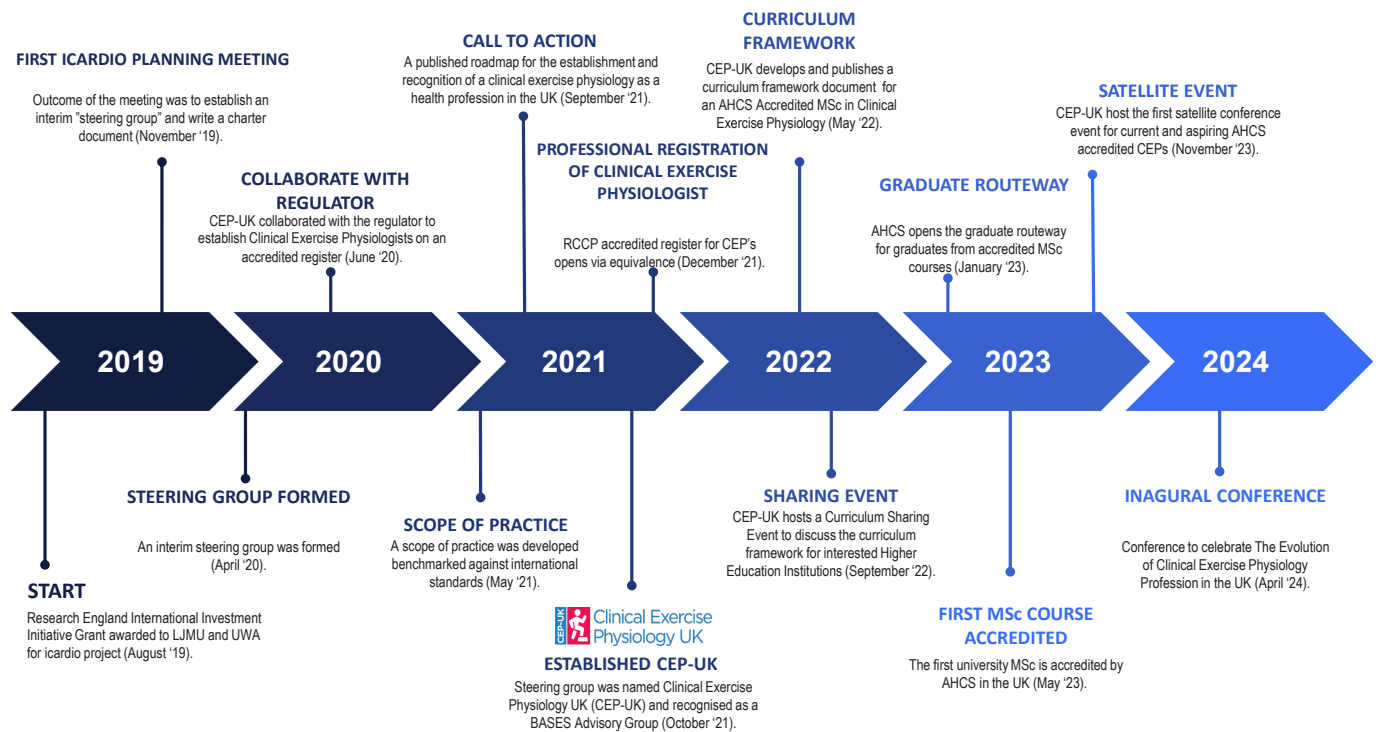 FIRST ICARDIO PLANNING MEETING
Outcome of the meeting was to establish an
interim "steering group" and write a charter
document (November ‘19).
COLLABORATE WITH
REGULATOR
CEP-UK collaborated with the regulator to
establish Clinical Exercise Physiologists on an
accredited register (June ‘20).
CALL TO ACTION
A published roadmap for the establishment and
recognition of a clinical exercise physiology as a
health profession in the UK (September ‘21).
PROFESSIONAL REGISTRATION
OF CLINICAL EXERCISE
PHYSIOLOGIST
RCCP accredited register for CEP’s
opens via equivalence (December ‘21).
CURRICULUM
FRAMEWORK
CEP-UK develops and publishes a
curriculum framework document for
an AHCS Accredited MSc in Clinical
Exercise Physiology (May ‘22).
GRADUATE ROUTEWAY
AHCS opens the graduate routeway
for graduates from accredited MSc
courses (January ‘23).
SATELLITE EVENT
CEP-UK host the first satellite conference
event for current and aspiring AHCS
accredited CEPs (November ‘23).
2019
2020
2021
2022
2023
2024
START
Research England International Investment
Initiative Grant awarded to LJMU and UWA
for icardio project (August ‘19).
STEERING GROUP FORMED
An interim steering group was formed
(April ‘20).
SCOPE OF PRACTICE
A scope of practice was developed
benchmarked against international
standards (May ‘21).
CEP-UK
Clinical Exercise
Physiology UK
ESTABLISHED CEP-UK
Steering group was named Clinical Exercise
Physiology UK (CEP-UK) and recognised as a
BASES Advisory Group (October ‘21).
SHARING EVENT
CEP-UK hosts a Curriculum Sharing
Event to discuss the curriculum
framework for interested Higher
Education Institutions (September ‘22).
FIRST MSc COURSE
ACCREDITED
The first university MSc is accredited by
AHCS in the UK (May ‘23).
INAGURAL CONFERENCE
Conference to celebrate The Evolution
of Clinical Exercise Physiology
Profession in the UK (April ‘24).